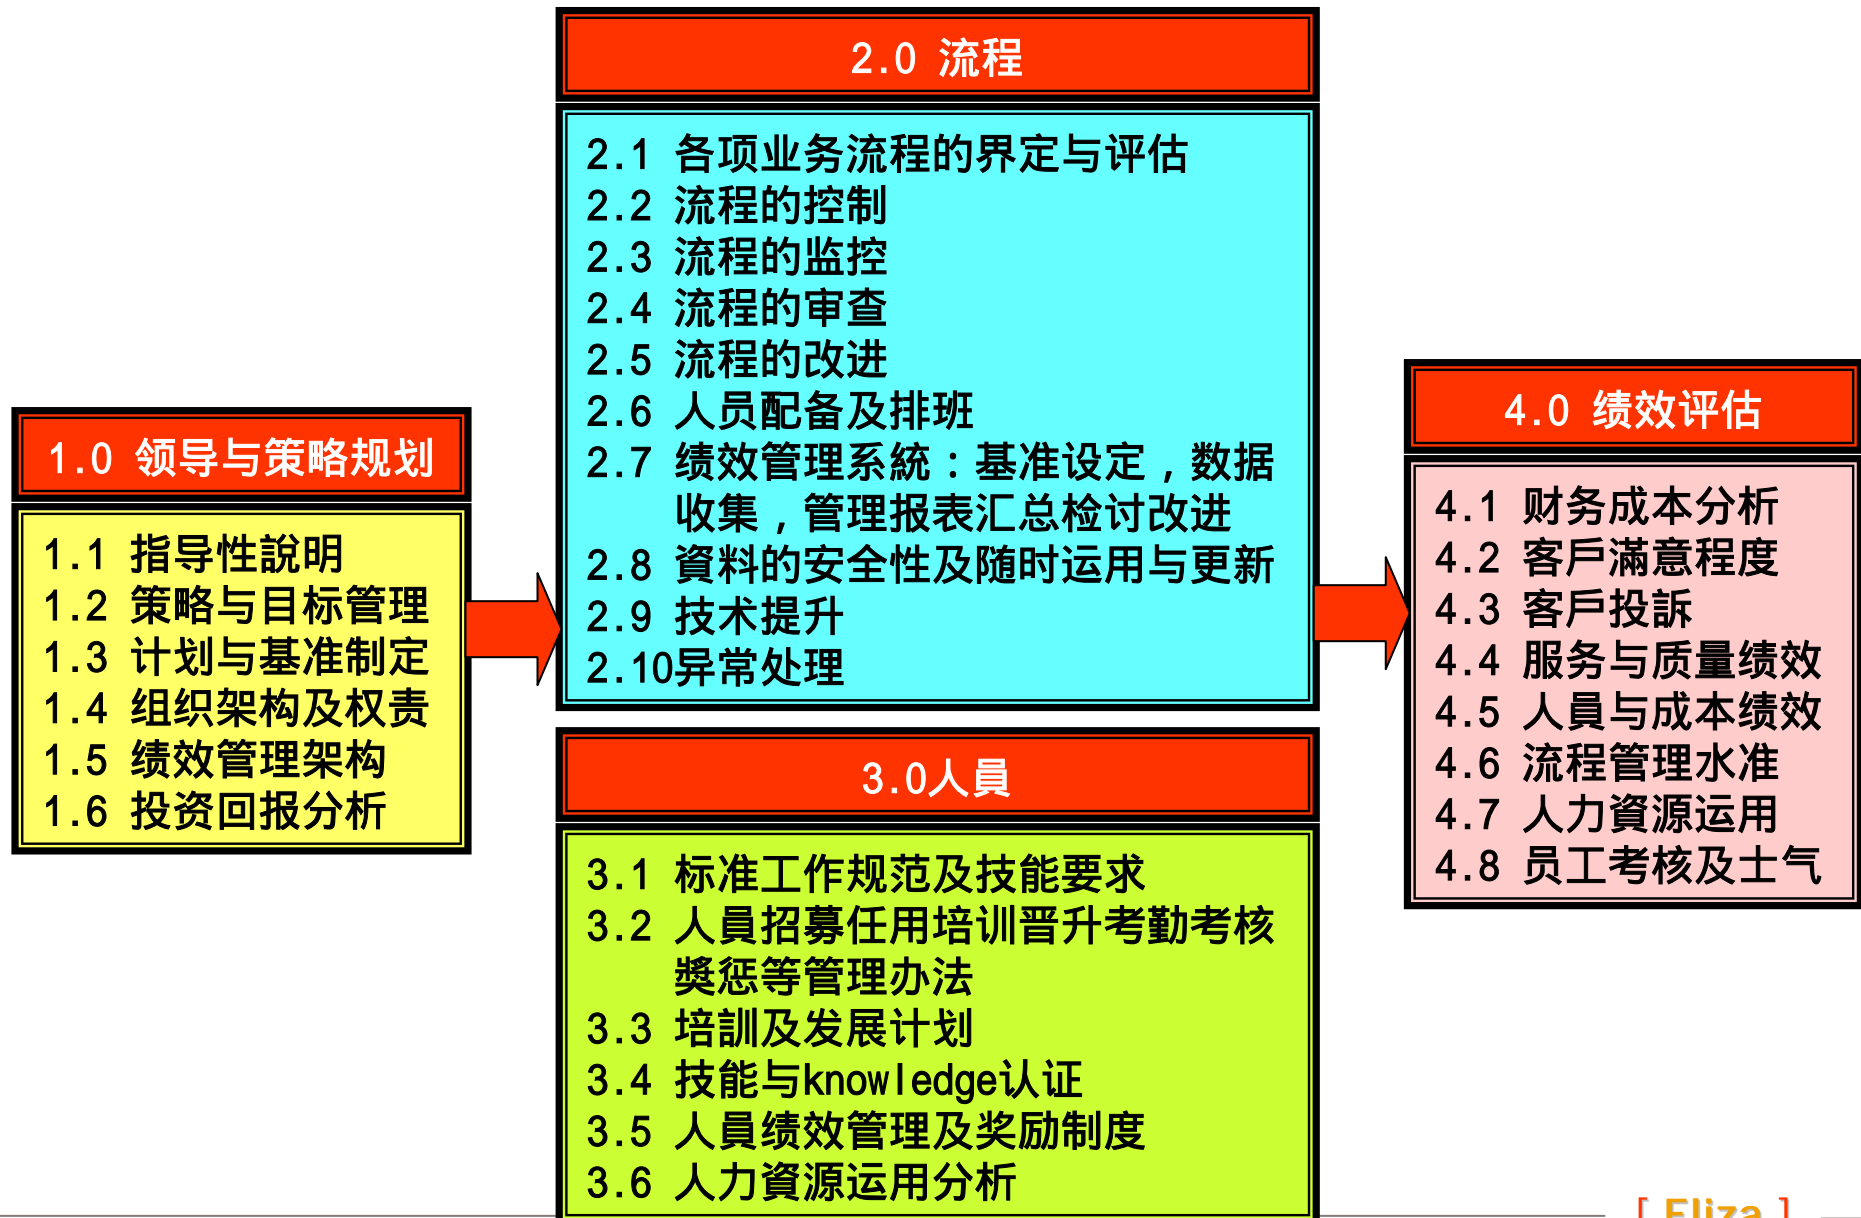 1.0 领导与策略规划
1.1 指导性説明
1.2 策略与目标管理
1.3 计划与基准制定
1.4 组织架构及权责
1.5 绩效管理架构
1.6 投资回报分析
2.0 流程
2.1 各项业务流程的界定与评估
2.2 流程的控制
2.3 流程的监控
2.4 流程的审查
2.5 流程的改进
2.6 人员配备及排班
2.7 绩效管理系統：基准设定，数据
收集，管理报表汇总检讨改进
2.8 資料的安全性及随时运用与更新
2.9 技术提升
2.10异常处理
3.0人員
3.1 标准工作规范及技能要求
3.2 人員招募任用培训晋升考勤考核
獎惩等管理办法
3.3 培訓及发展计划
3.4 技能与knowledge认证
3.5 人員绩效管理及奖励制度
3.6 人力資源运用分析
4.0 绩效评估
4.1 财务成本分析
4.2 客戶滿意程度
4.3 客戶投訴
4.4 服务与质量绩效
4.5 人員与成本绩效
4.6 流程管理水准
4.7 人力資源运用
4.8 员工考核及士气
[ Eliza ]